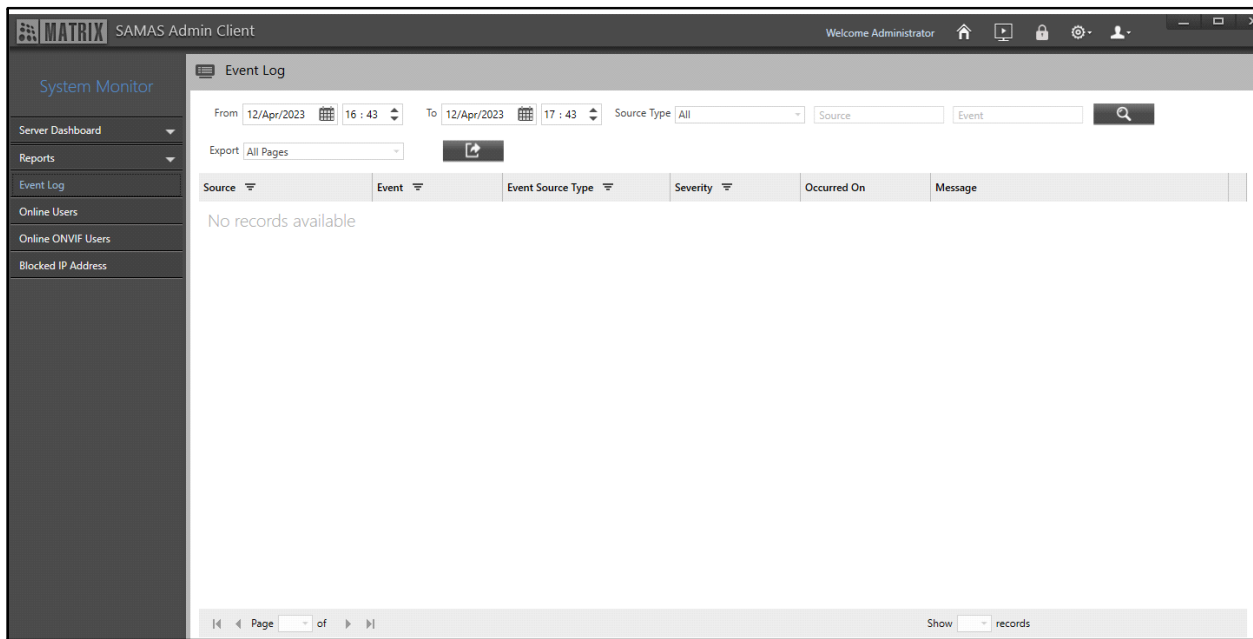 MATRIX SAMAS Admin Client
Welcome Administrator
System Monitor
Server Dashboard
Reports
Event Log
Online Users
Online ONVIF Users
Blocked IP Address
Event Log
From 12/Apr/2023 16 : 43 To 12/Apr/2023 17 : 43 Source Type All Source Event
Export All Pages
Source Event Event Source Type Severity Occurred On Message
No records available
Page of Show records